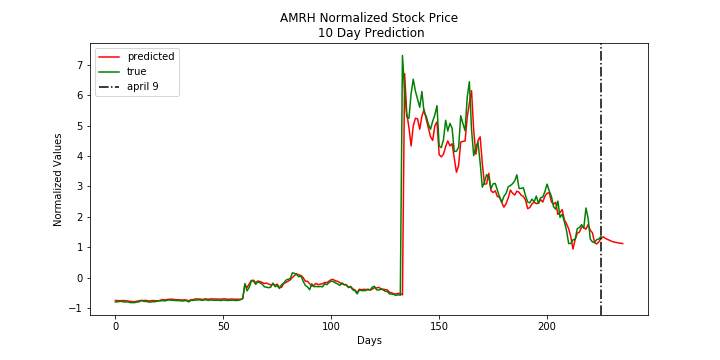 AMRH Normalized Stock Price
10 Day Prediction
predicted
true
april 9
Normalized Values
7
6
5
4
3
2
1
0
−1
0
50
100
150
200
Days